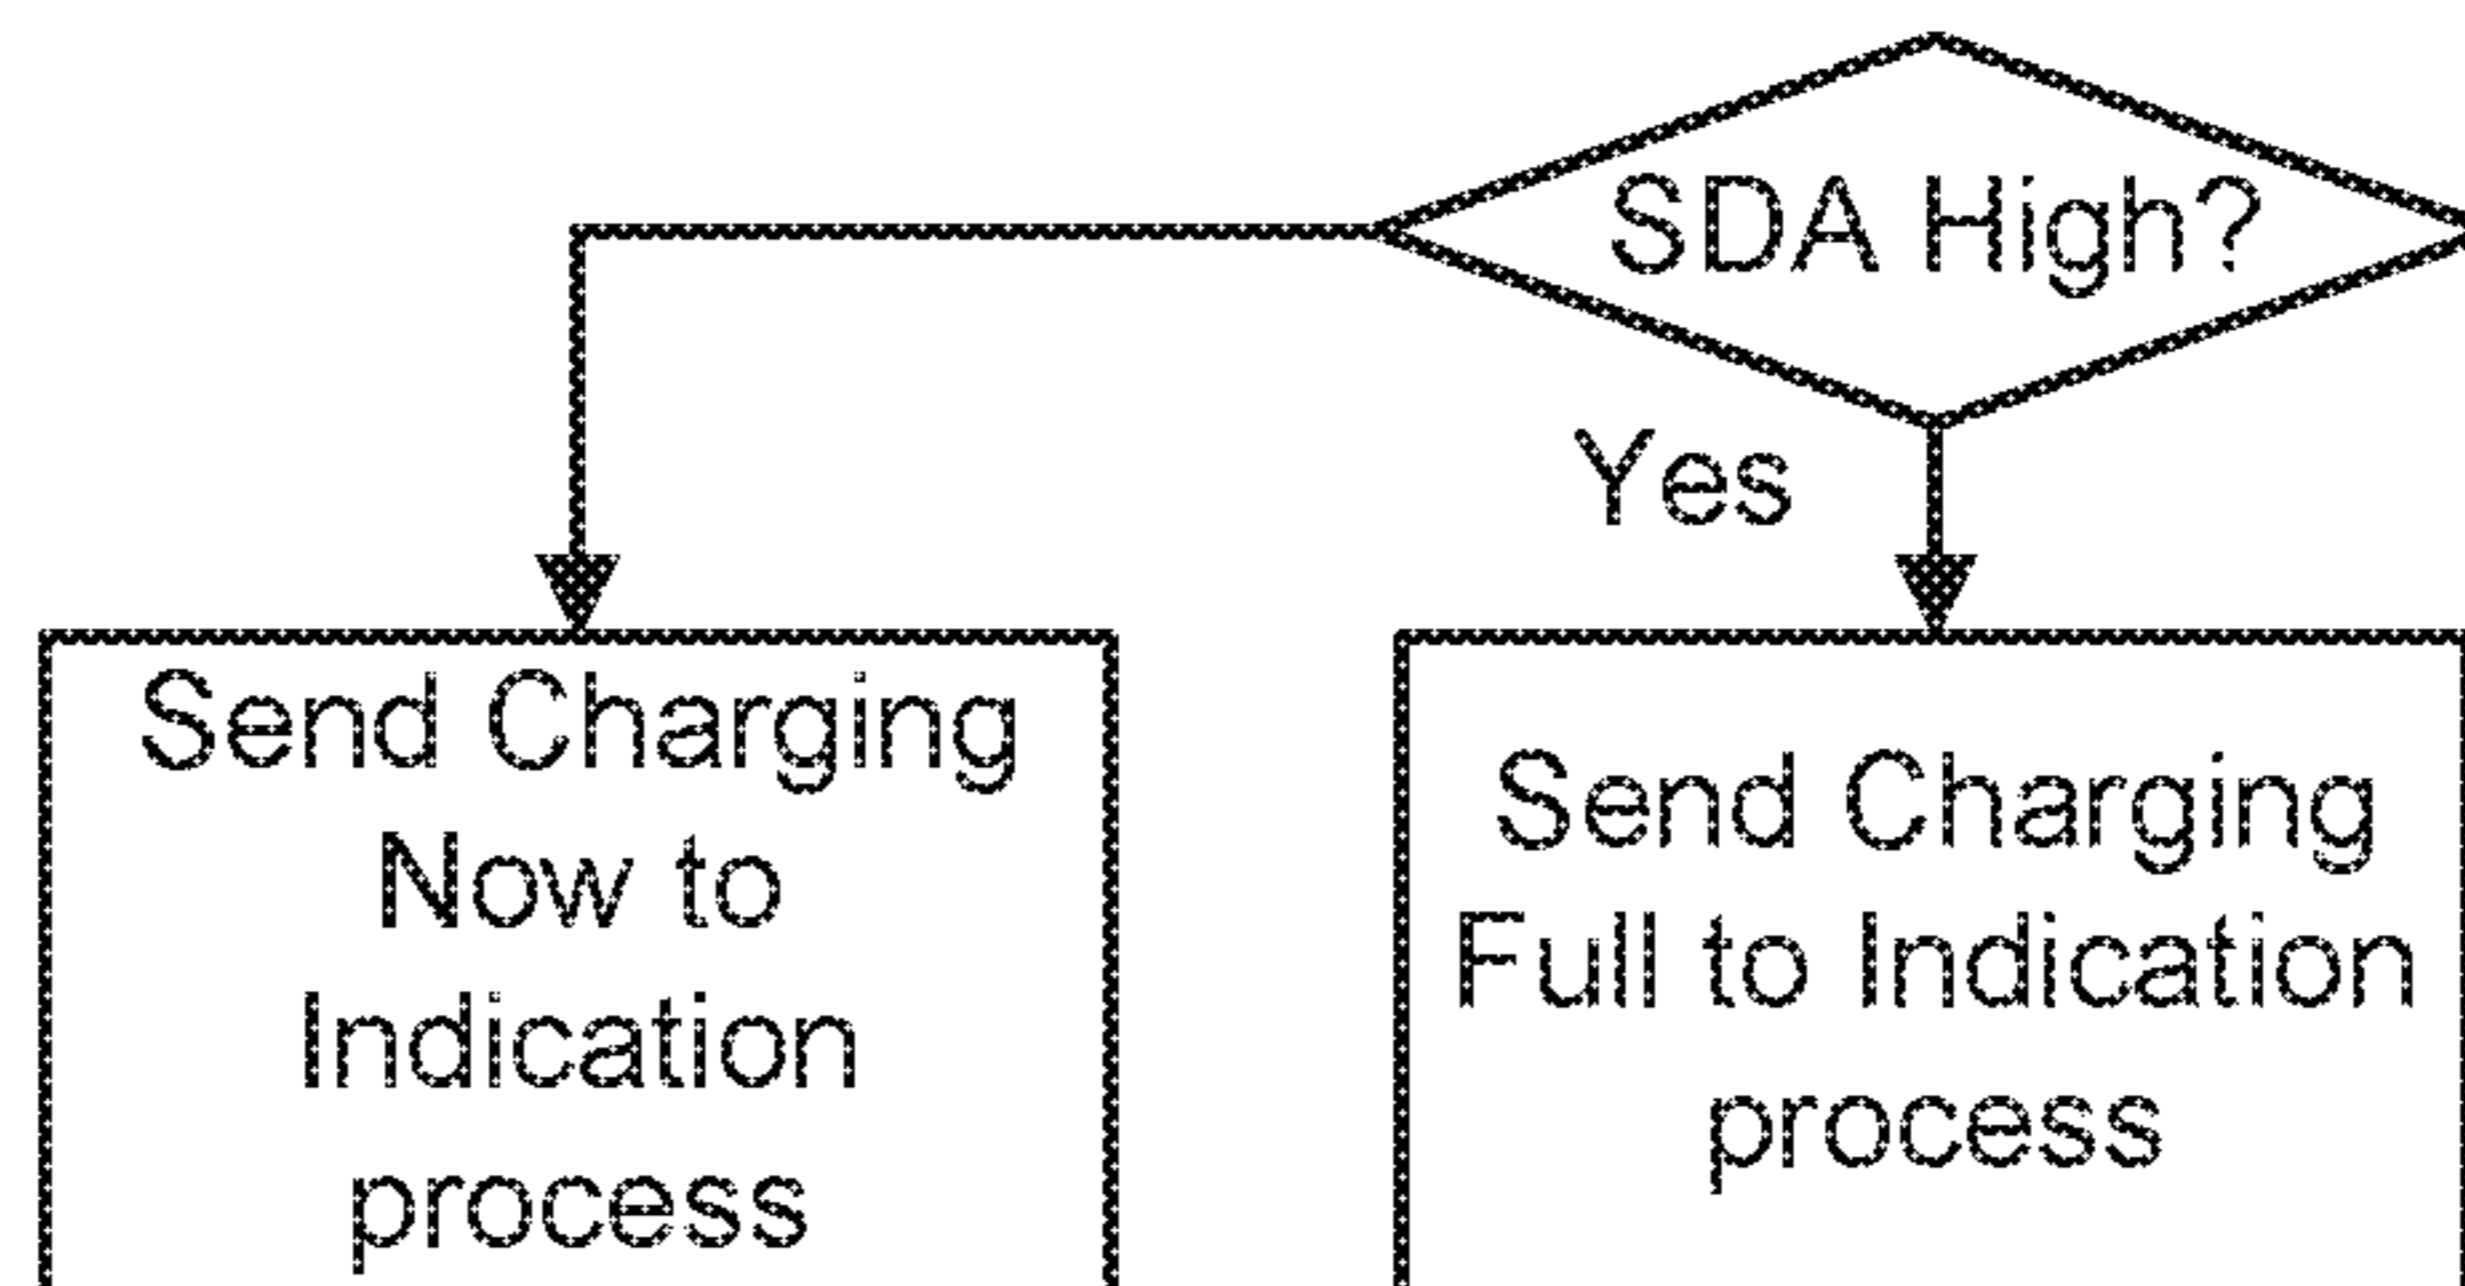 SDA High?
Yes
Send Charging
Now to
Indication
process
Send Charging
Full to Indication
process